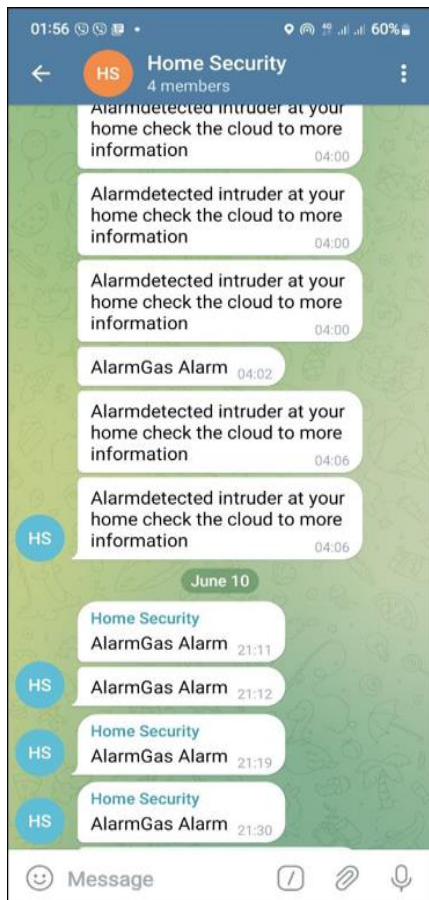 01:56 60%
HS Home Security
4 members
Alarmdetected intruder at your
home check the cloud to more
information 04:00
Alarmdetected intruder at your
home check the cloud to more
information 04:00
Alarmdetected intruder at your
home check the cloud to more
information 04:00
AlarmGas Alarm 04:02
Alarmdetected intruder at your
home check the cloud to more
information 04:06
Alarmdetected intruder at your
home check the cloud to more
HS information 04:06
June 10
Home Security
AlarmGas Alarm 21:11
HS AlarmGas Alarm 21:12
Home Security
HS AlarmGas Alarm 21:19
Home Security
HS AlarmGas Alarm 21:30
Message